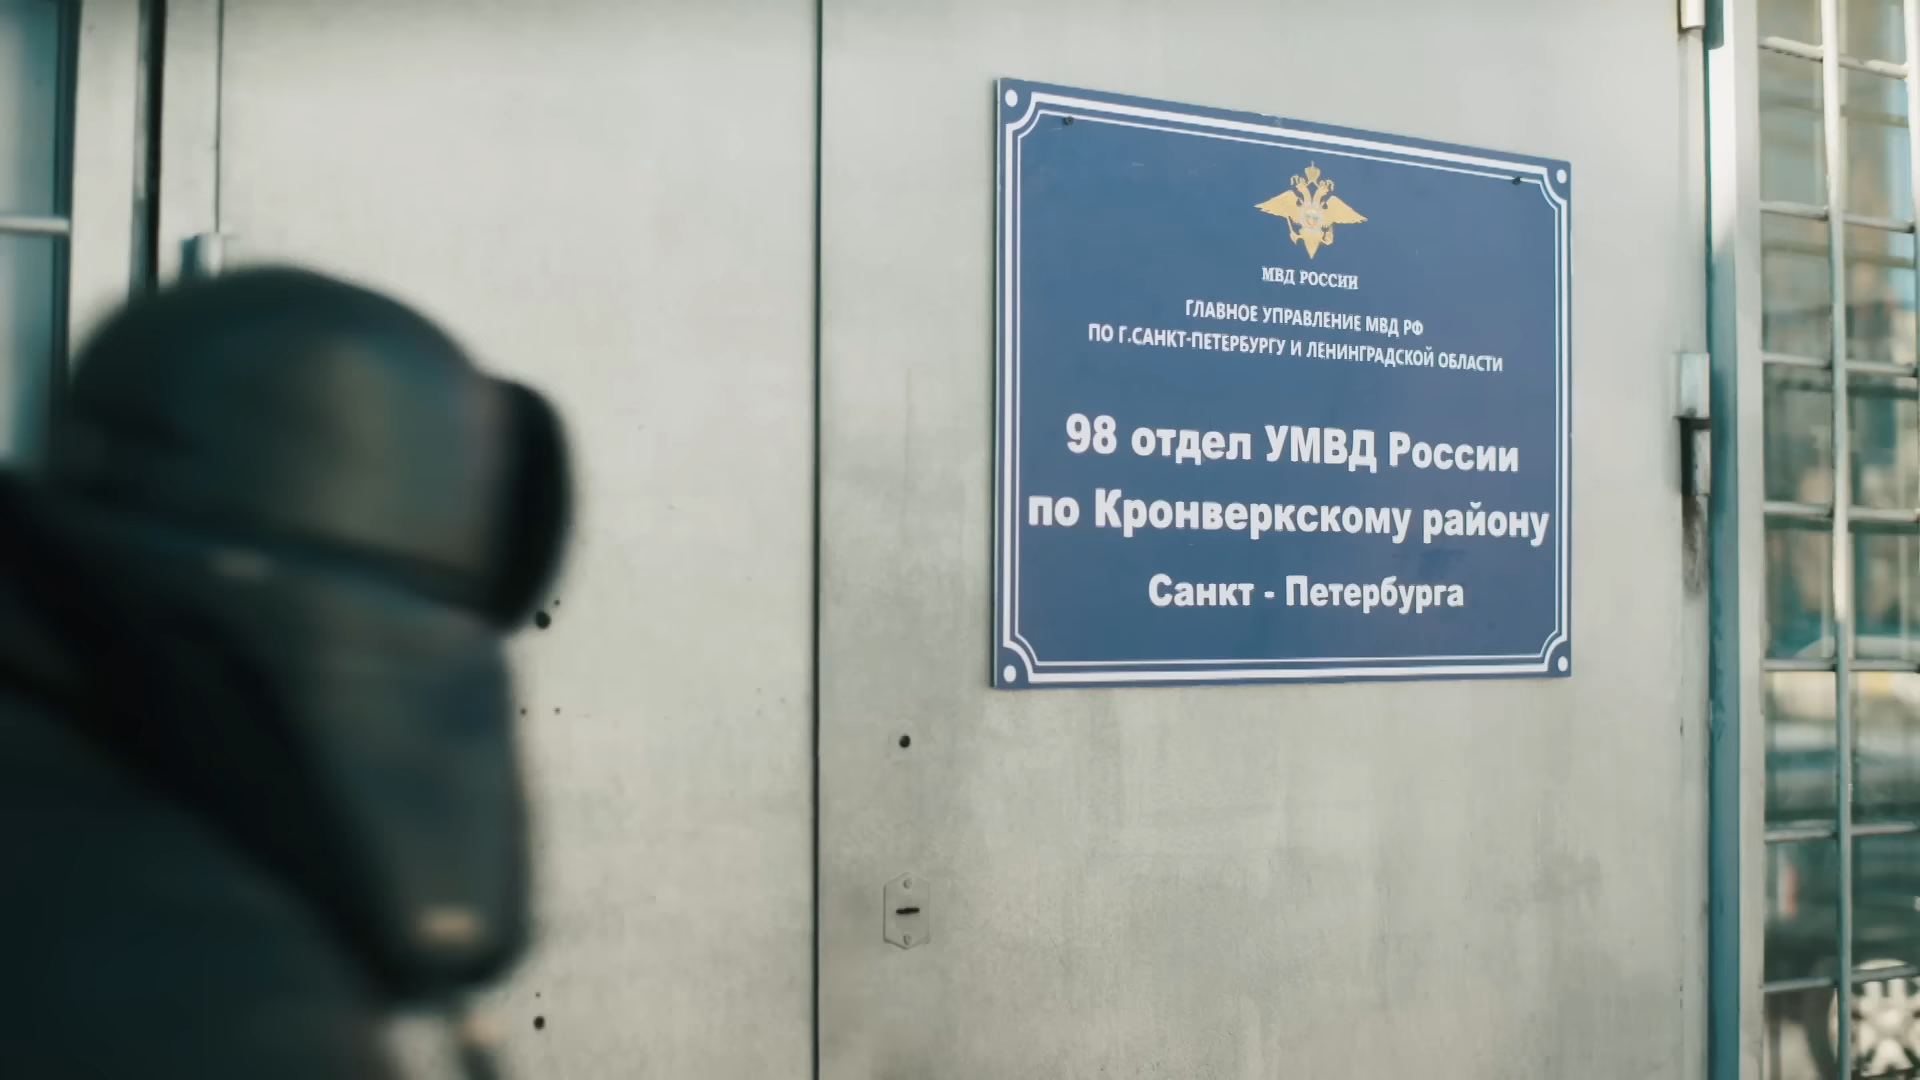 МВД РОССИИ
ГЛАВНОЕ УПРАВЛЕНИЕ МВД РФ
ПО Г.САНКТ-ПЕТЕРБУРГУ И ЛЕНИНГРАДСКОЙ ОБЛАСТИ
98 отдел УМВД России
по Кронверкскому району
Санкт - Петербурга